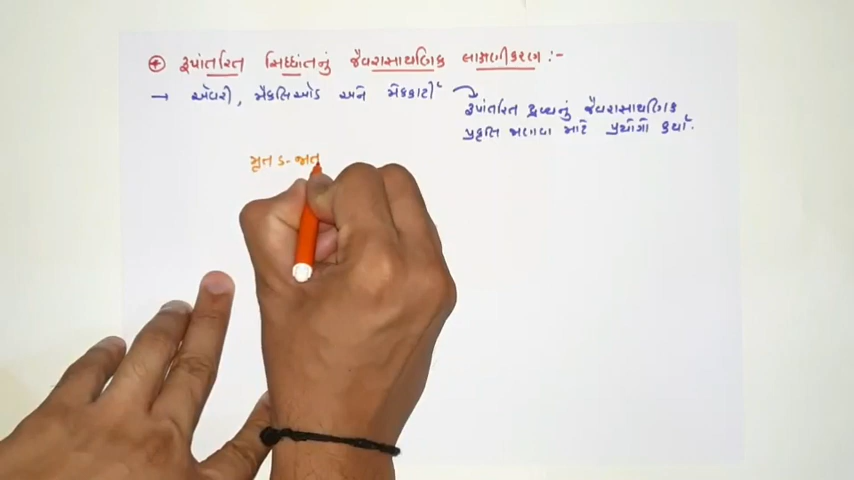 * રૂપાંતરિત સિદ્ધાંતનું જૈવરાસાયણિક લાક્ષણીકરણ :-
→ એવરી, મૈકલિઓડ અને મેકકાર્ટી
રૂપાંતરિત દ્રવ્યનું જૈવરાસાયણિક
પ્રકૃતિ જાણવા માટે પ્રયોગો કર્યાં.
મૃત S-જાત